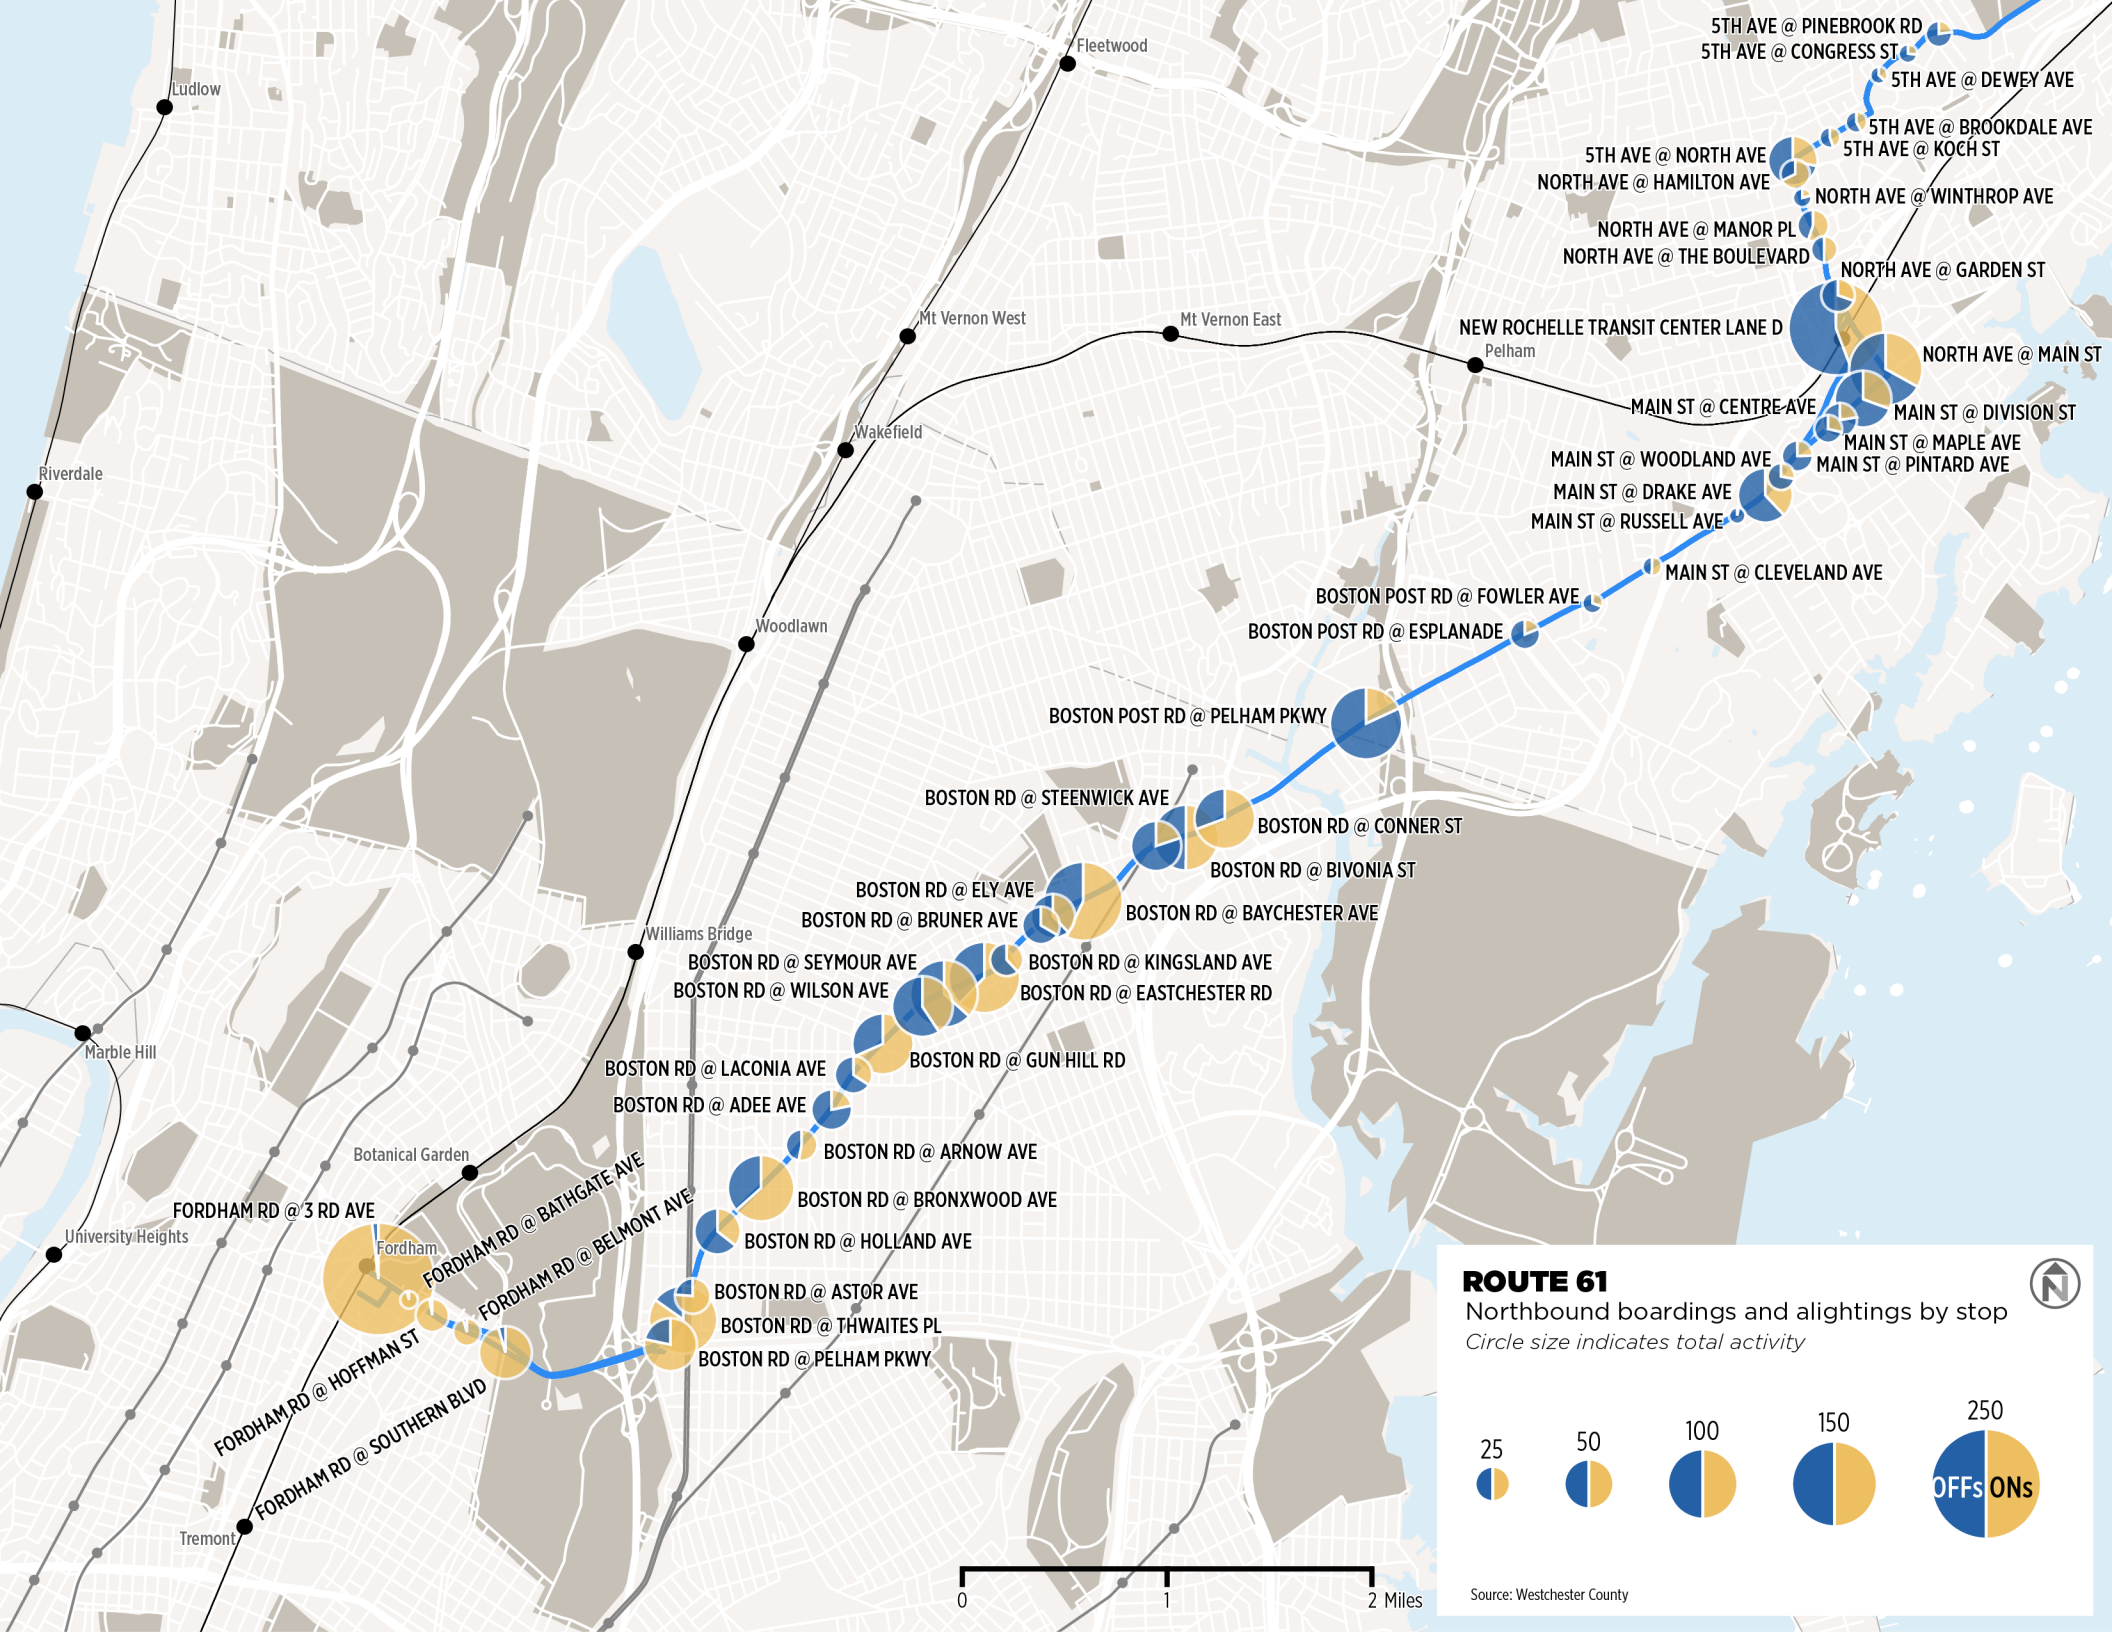 5TH AVE @ PINEBROOK RD
Fleetwood
5TH AVE @ CONGRESS ST
5TH AVE @ DEWEY AVE
Ludlow
5TH AVE @ BROOKDALE AVE
5TH AVE @ KOCH ST
5TH AVE @ NORTH AVE
NORTH AVE @ HAMILTON AVE
NORTH AVE @ WINTHROP AVE
NORTH AVE @ MANOR PL
NORTH AVE @ THE BOULEVARD
NORTH AVE @ GARDEN ST
Mt Vernon West
Mt Vernon East
NEW ROCHELLE TRANSIT CENTER LANE D
Pelham
NORTH AVE @ MAIN ST
MAIN ST @ CENTRE AVE
MAIN ST @ DIVISION ST
Wakefield
MAIN ST @ MAPLE AVE
MAIN ST @ WOODLAND AVE
MAIN ST @ PINTARD AVE
Riverdale
MAIN ST @ DRAKE AVE
MAIN ST @ RUSSELL AVE
MAIN ST @ CLEVELAND AVE
BOSTON POST RD @ FOWLER AVE
Woodlawn
BOSTON POST RD @ ESPLANADE
BOSTON POST RD @ PELHAM PKWY
BOSTON RD @ STEENWICK AVE
BOSTON RD @ CONNER ST
BOSTON RD @ BIVONIA ST
BOSTON RD @ ELY AVE
BOSTON RD @ BAYCHESTER AVE
BOSTON RD @ BRUNER AVE
Williams Bridge
BOSTON RD @ SEYMOUR AVE
BOSTON RD @ KINGSLAND AVE
BOSTON RD @ WILSON AVE
BOSTON RD @ EASTCHESTER RD
Marble Hill
BOSTON RD @ GUN HILL RD
BOSTON RD @ LACONIA AVE
BOSTON RD @ ADEE AVE
BOSTON RD @ ARNOW AVE
Botanical Garden
BOSTON RD @ BRONXWOOD AVE
FORDHAM RD @ 3 RD AVE
FORDHAM RD @ BATHGATE AVE
FORDHAM RD @ BELMONT AVE
University Heights
Fordham
BOSTON RD @ HOLLAND AVE
BOSTON RD @ ASTOR AVE
BOSTON RD @ THWAITES PL
BOSTON RD @ PELHAM PKWY
FORDHAM RD @ HOFFMAN ST
FORDHAM RD @ SOUTHERN BLVD
Tremont
0 1 2 Miles
ROUTE 61
N
Northbound boardings and alightings by stop
Circle size indicates total activity
25 50 100 150 250
OFFs ONs
Source: Westchester County